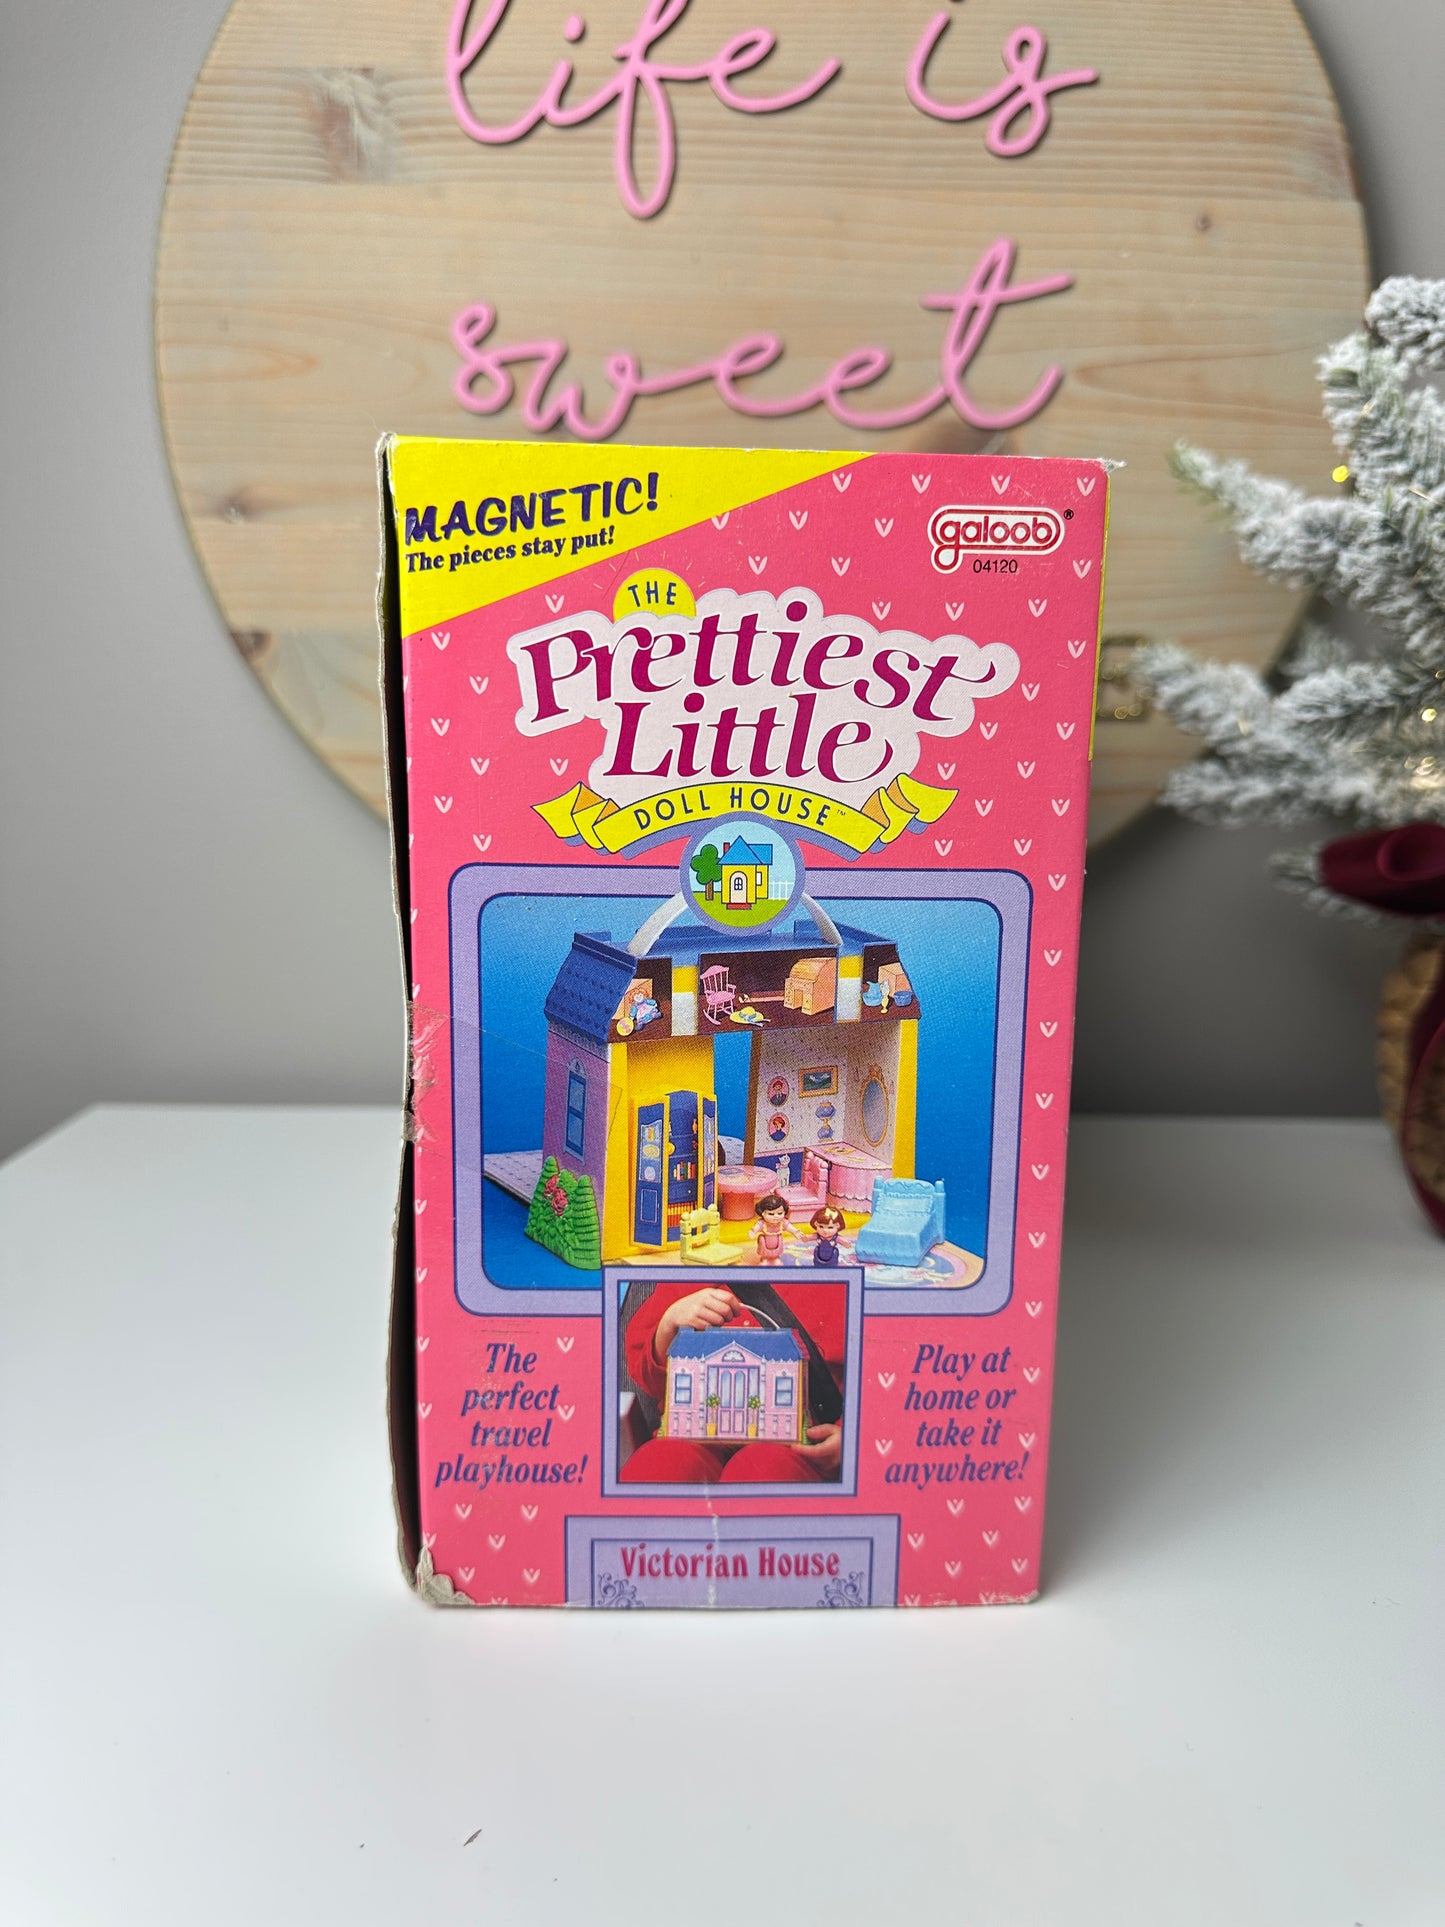 life is
sweet
MAGNETIC!
The pieces stay put!
galoob®
04120
THE
Prettiest
Little
DOLL HOUSE™
The
perfect
travel
playhouse!
Play at
home or
take it
anywhere!
Victorian House